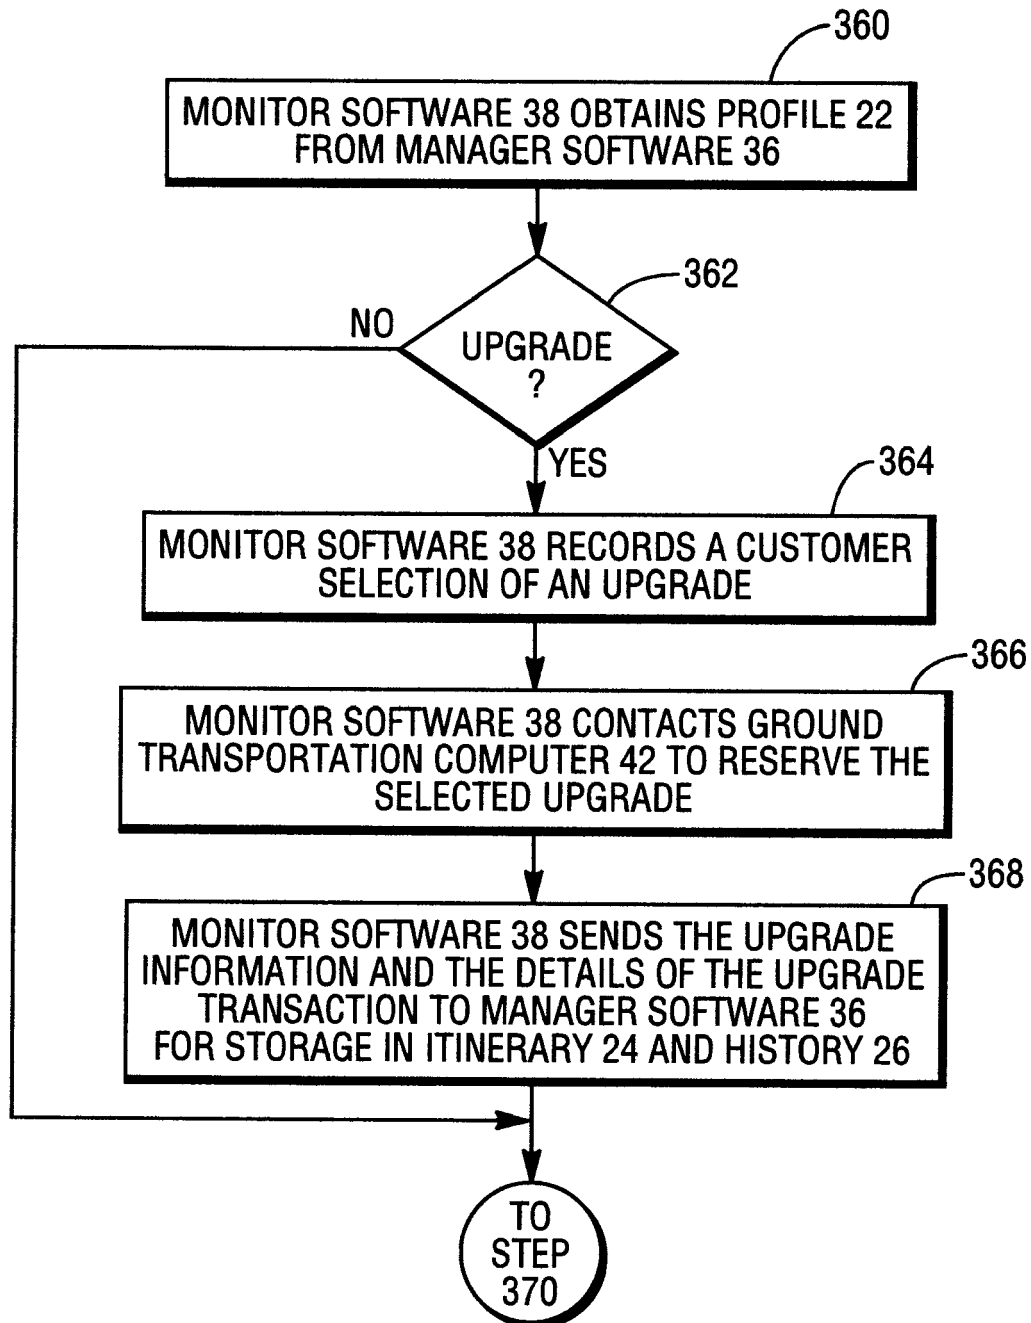 360
MONITOR SOFTWARE 38 OBTAINS PROFILE 22
FROM MANAGER SOFTWARE 36
362
NO
UPGRADE
?
YES
364
MONITOR SOFTWARE 38 RECORDS A CUSTOMER
SELECTION OF AN UPGRADE
366
MONITOR SOFTWARE 38 CONTACTS GROUND
TRANSPORTATION COMPUTER 42 TO RESERVE THE
SELECTED UPGRADE
368
MONITOR SOFTWARE 38 SENDS THE UPGRADE
INFORMATION AND THE DETAILS OF THE UPGRADE
TRANSACTION TO MANAGER SOFTWARE 36
FOR STORAGE IN ITINERARY 24 AND HISTORY 26
TO
STEP
370